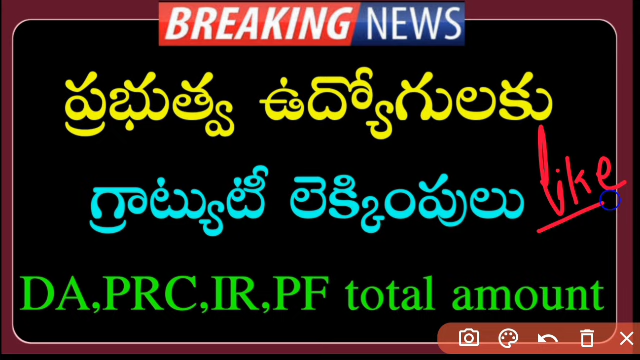 BREAKING NEWS
ప్రభుత్వ ఉద్యోగులకు
గ్రాట్యుటీ లెక్కింపులు
like
DA,PRC,IR,PF total amount